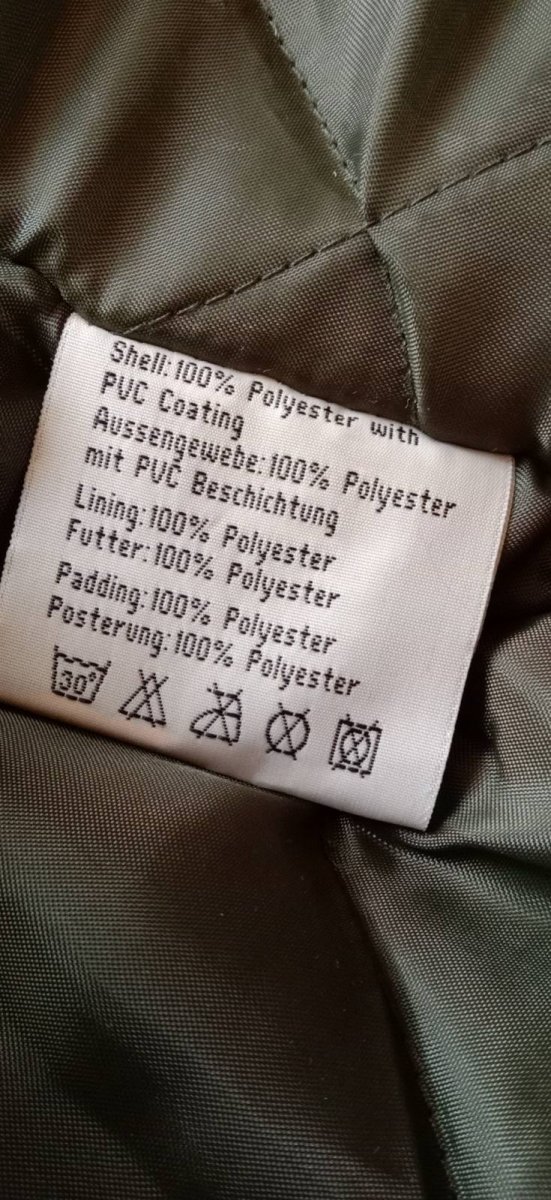 Shell:100% Polyester with
PVC Coating
Aussengewebe:100% Polyester
mit PVC Beschichtung
Lining:100% Polyester
Futter:100% Polyester
Padding:100% Polyester
Posterung:100% Polyester
30°